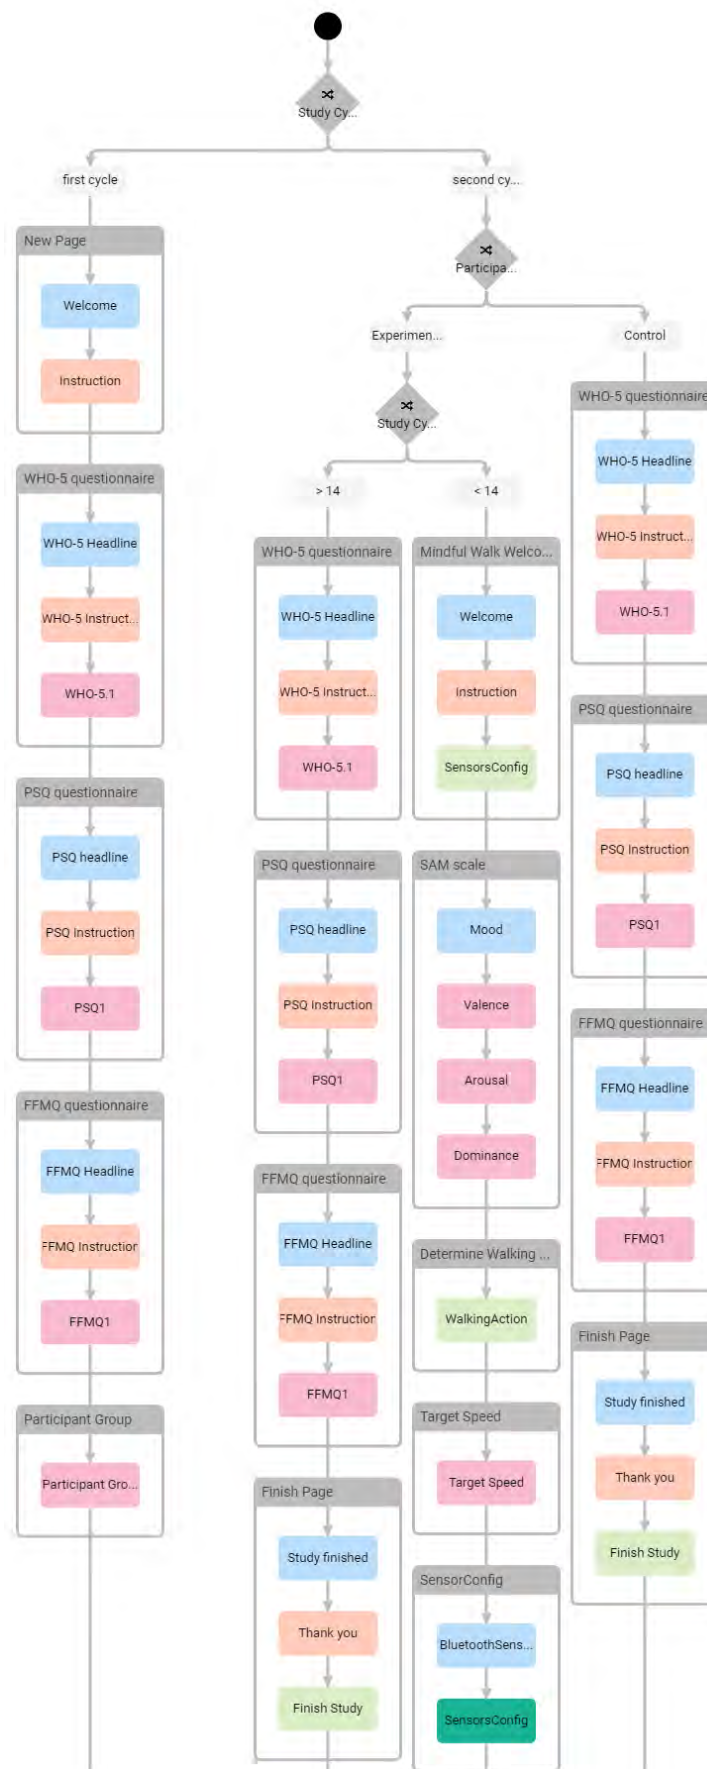 Study Cy...
first cycle
second cy...
New Page
Welcome
Instruction
WHO-5 questionnaire
WHO-5 Headline
WHO-5 Instruct...
WHO-5.1
PSQ questionnaire
PSQ headline
PSQ Instruction
PSQ1
FFMQ questionnaire
FFMQ Headline
FFMQ Instruction
FFMQ1
Participant Group
Participant Gro...
Participa...
Experimen...
Control
Study Cy...
> 14
< 14
WHO-5 questionnaire
WHO-5 Headline
WHO-5 Instruct...
WHO-5.1
PSQ questionnaire
PSQ headline
PSQ Instruction
PSQ1
FFMQ questionnaire
FFMQ Headline
FFMQ Instruction
FFMQ1
Finish Page
Study finished
Thank you
Finish Study
Mindful Walk Welco...
Welcome
Instruction
SensorsConfig
SAM scale
Mood
Valence
Arousal
Dominance
Determine Walking ...
WalkingAction
Target Speed
Target Speed
SensorConfig
BluetoothSens...
SensorsConfig
WHO-5 questionnaire
WHO-5 Headline
WHO-5 Instruct...
WHO-5.1
PSQ questionnaire
PSQ headline
PSQ Instruction
PSQ1
FFMQ questionnaire
FFMQ Headline
FFMQ Instruction
FFMQ1
Finish Page
Study finished
Thank you
Finish Study